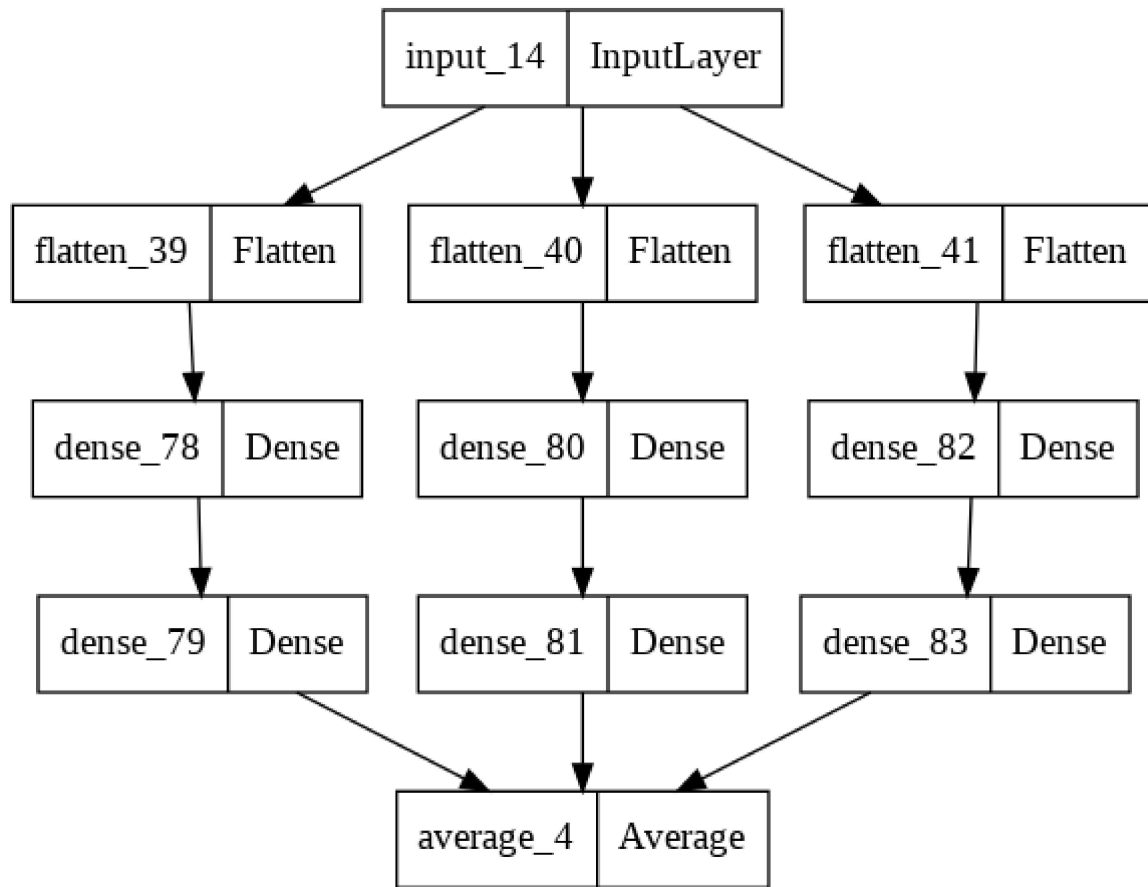 input_14 InputLayer
flatten_39 Flatten flatten_40 Flatten flatten_41 Flatten
dense_78 Dense dense_80 Dense dense_82 Dense
dense_79 Dense dense_81 Dense dense_83 Dense
average_4 Average